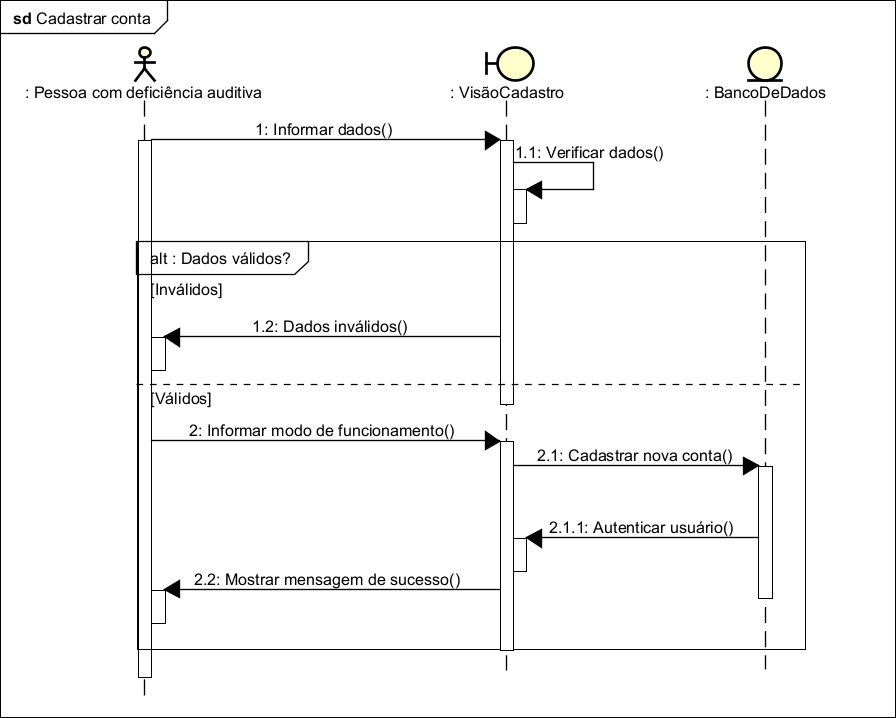 sd Cadastrar conta
: Pessoa com deficiência auditiva
: VisãoCadastro
: BancoDeDados
1: Informar dados()
1.1: Verificar dados()
alt : Dados válidos?
[Inválidos]
1.2: Dados inválidos()
[Válidos]
2: Informar modo de funcionamento()
2.1: Cadastrar nova conta()
2.1.1: Autenticar usuário()
2.2: Mostrar mensagem de sucesso()